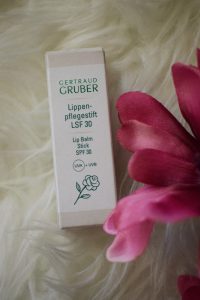 GERTRAUD
GRUBER
Lippen-
pflegestift
LSF 30
Lip Balm
Stick
SPF 30
UVA + UVB